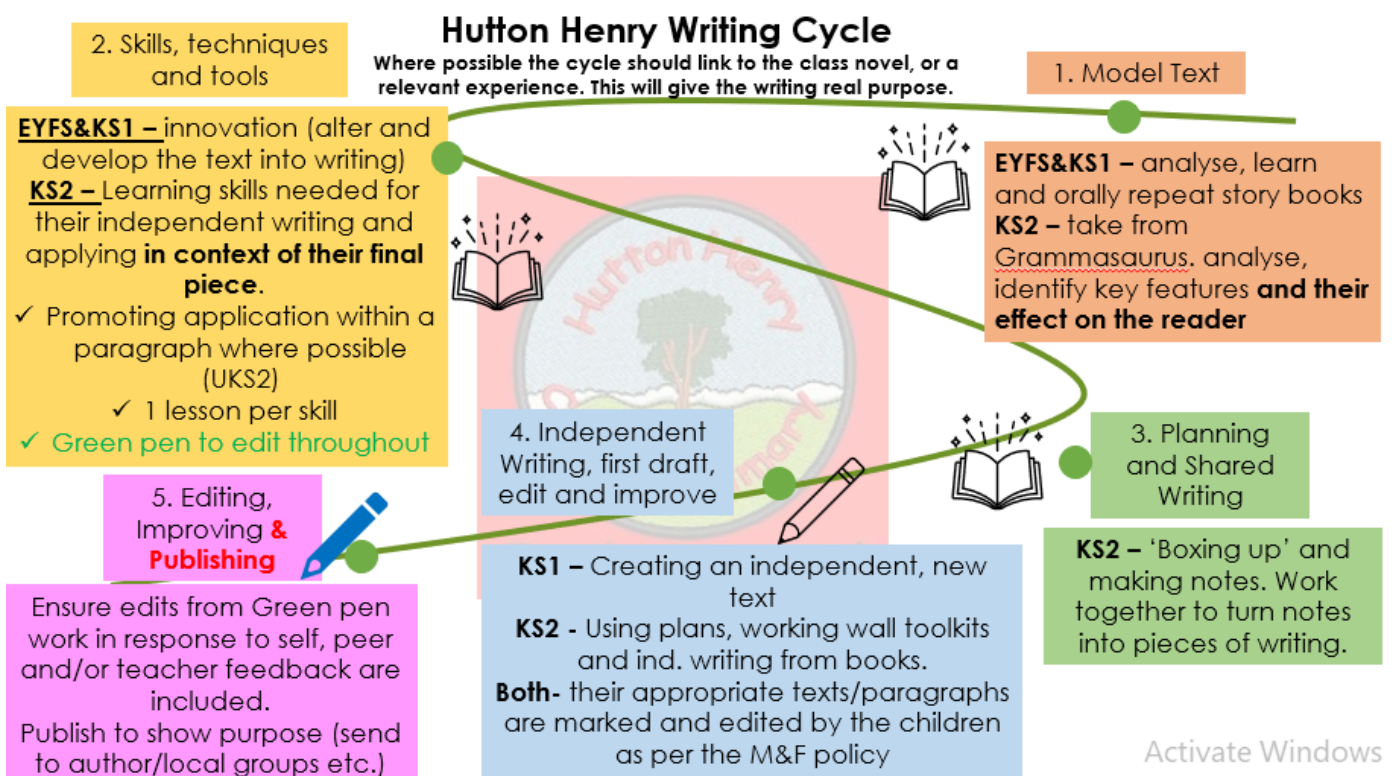 Hutton Henry Writing Cycle
Where possible the cycle should link to the class novel, or a
relevant experience. This will give the writing real purpose.
1. Model Text
EYFS&KS1 – analyse, learn
and orally repeat story books
KS2 – take from
Grammasaurus. analyse,
identify key features and their
effect on the reader
2. Skills, techniques
and tools
EYFS&KS1 – innovation (alter and
develop the text into writing)
KS2 – Learning skills needed for
their independent writing and
applying in context of their final
piece.
✓ Promoting application within a
paragraph where possible
(UKS2)
✓ 1 lesson per skill
✓ Green pen to edit throughout
3. Planning
and Shared
Writing
KS2 – ‘Boxing up’ and
making notes. Work
together to turn notes
into pieces of writing.
4. Independent
Writing, first draft,
edit and improve
KS1 – Creating an independent, new
text
KS2 - Using plans, working wall toolkits
and ind. writing from books.
Both- their appropriate texts/paragraphs
are marked and edited by the children
as per the M&F policy
5. Editing,
Improving &
Publishing
Ensure edits from Green pen
work in response to self, peer
and/or teacher feedback are
included.
Publish to show purpose (send
to author/local groups etc.)
Hutton Henry
Activate Windows